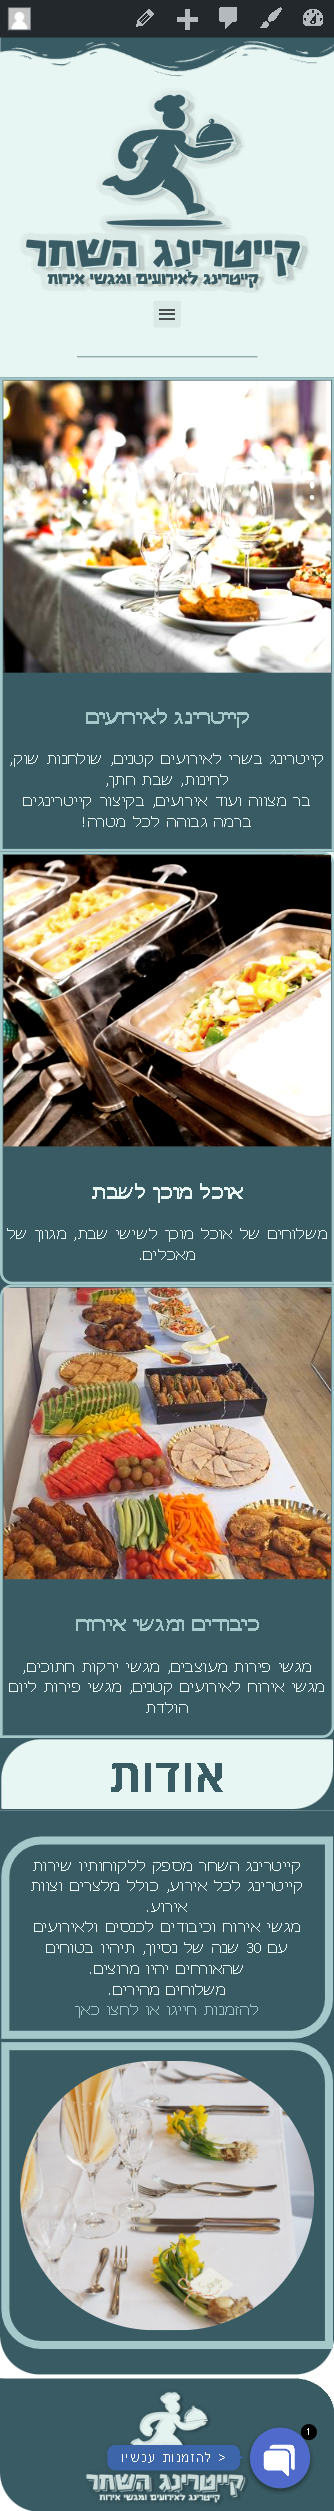 קייטרינג השחר
קייטרינג לאירועים ומגשי אירוח
קייטרינג לאירועים
קייטרינג בשרי לאירועים קטנים, שולחנות שוק,
לחינות, שבת חתן,
בר מצווה ועוד אירועים, בקיצור קייטרינגים
ברמה גבוהה לכל מטרה!
אוכל מוכן לשבת
משלוחים של אוכל מוכן לשישי שבת, מגוון של
מאכלים.
כיבודים ומגשי אירוח
מגשי פירות מעוצבים, מגשי ירקות חתוכים,
מגשי אירוח לאירועים קטנים, מגשי פירות ליום
הולדת
אודות
קייטרינג השחר מספק ללקוחותיו שירות
קייטרינג לכל אירוע, כולל מלצרים וצוות
אירוע.
מגשי אירוח וכיבודים לכנסים ולאירועים
עם 30 שנה של נסיון, תיהיו בטוחים
שהאורחים יהיו מרוצים.
משלוחים מהירים.
להזמנות חייגו או לחצו כאן
1
להזמנות עכשיו >
קייטרינג השחר
קייטרינג לאירועים ומגשי אירוח